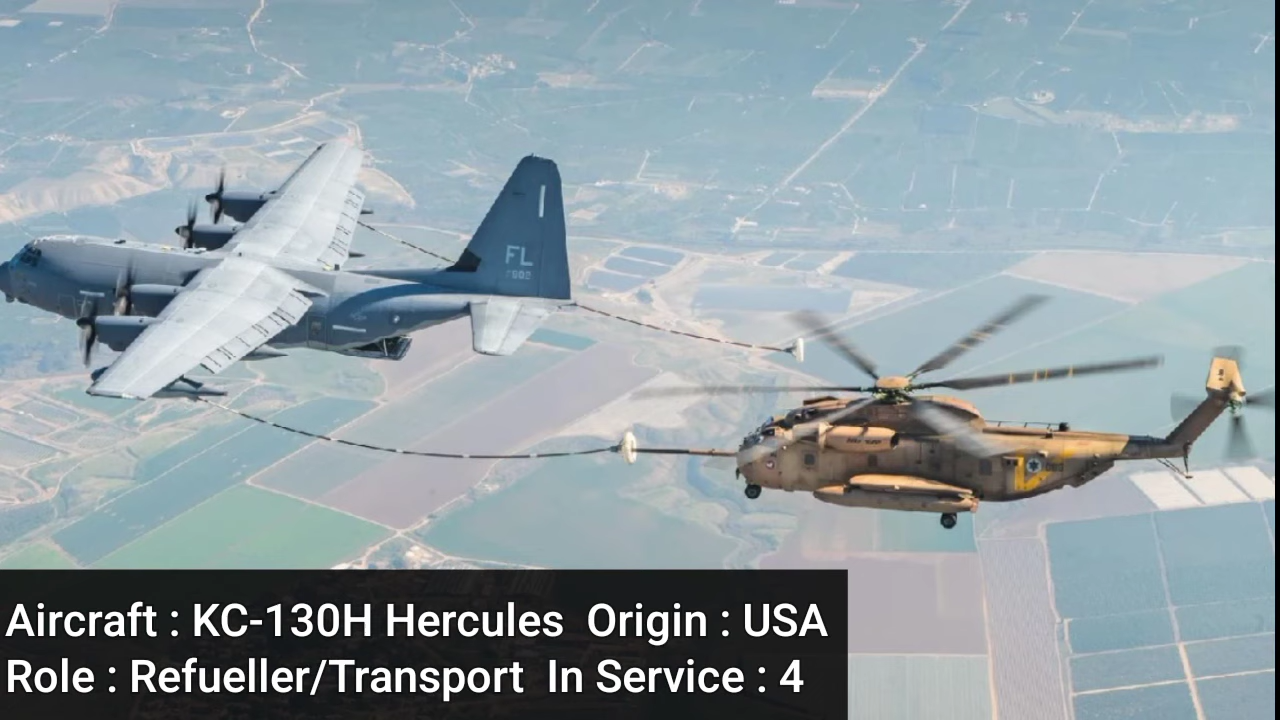 FL
Aircraft : KC-130H Hercules Origin : USA
Role : Refueller/Transport In Service : 4